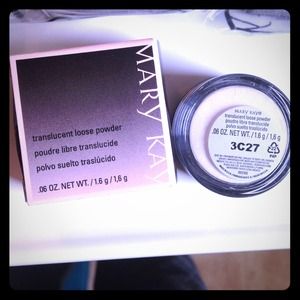 MARY KAY
translucent loose powder
poudre libre translucide
polvo suelto traslúcido
.06 OZ. NET WT. / 1.6 g / 1,6 g
MARY KAY®
translucent loose powder
poudre libre translucide
polvo suelto traslúcido
.06 OZ. NET WT. / 1.6 g / 1,6 g
3C27
PAP